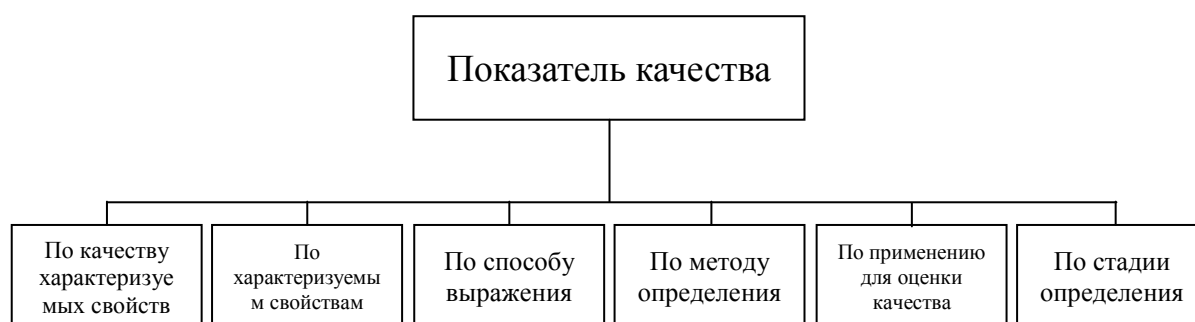 Показатель качества
По качеству
характеризуе
мых свойств
По
характеризуемы
м свойствам
По способу
выражения
По методу
определения
По применению
для оценки
качества
По стадии
определения